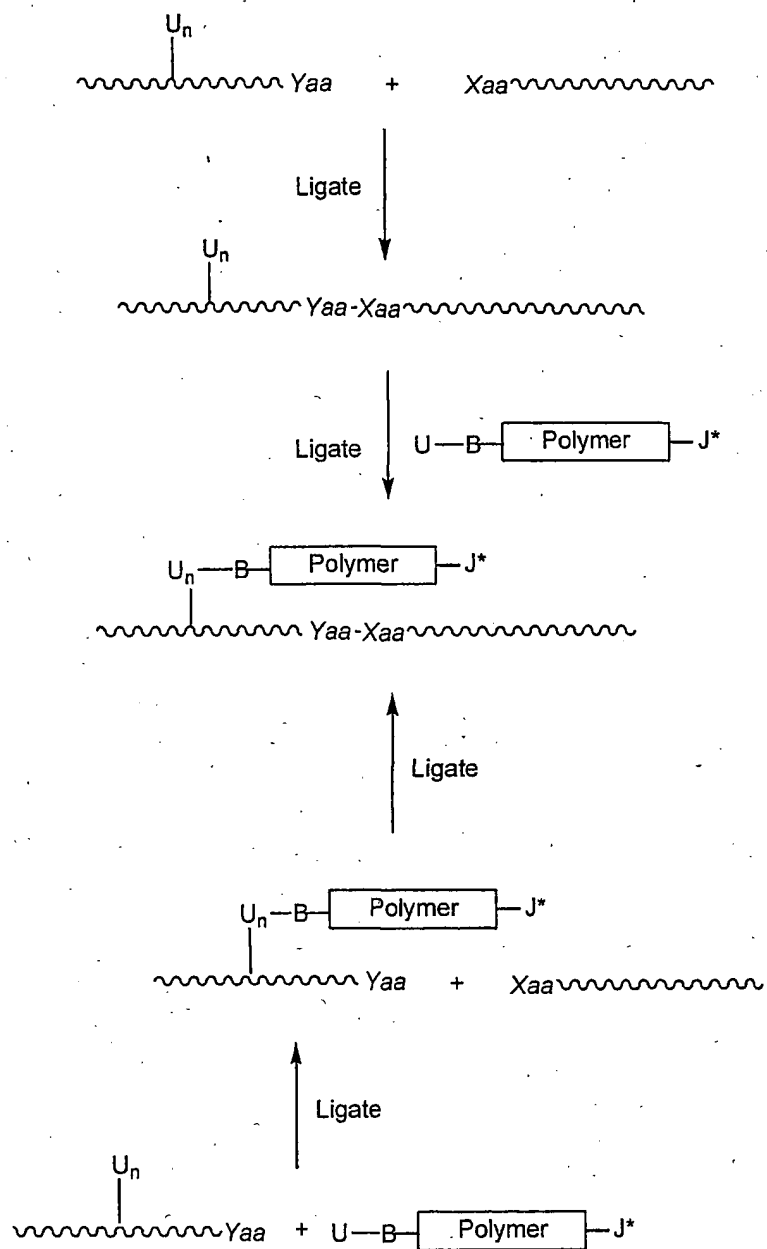 Un
Yaa + Xaa
Ligate
Un
Yaa-Xaa
Ligate U—B—Polymer—J*
Un—B—Polymer—J*
Yaa-Xaa
Ligate
Un—B—Polymer—J*
Yaa + Xaa
Ligate
Un
Yaa + U—B—Polymer—J*